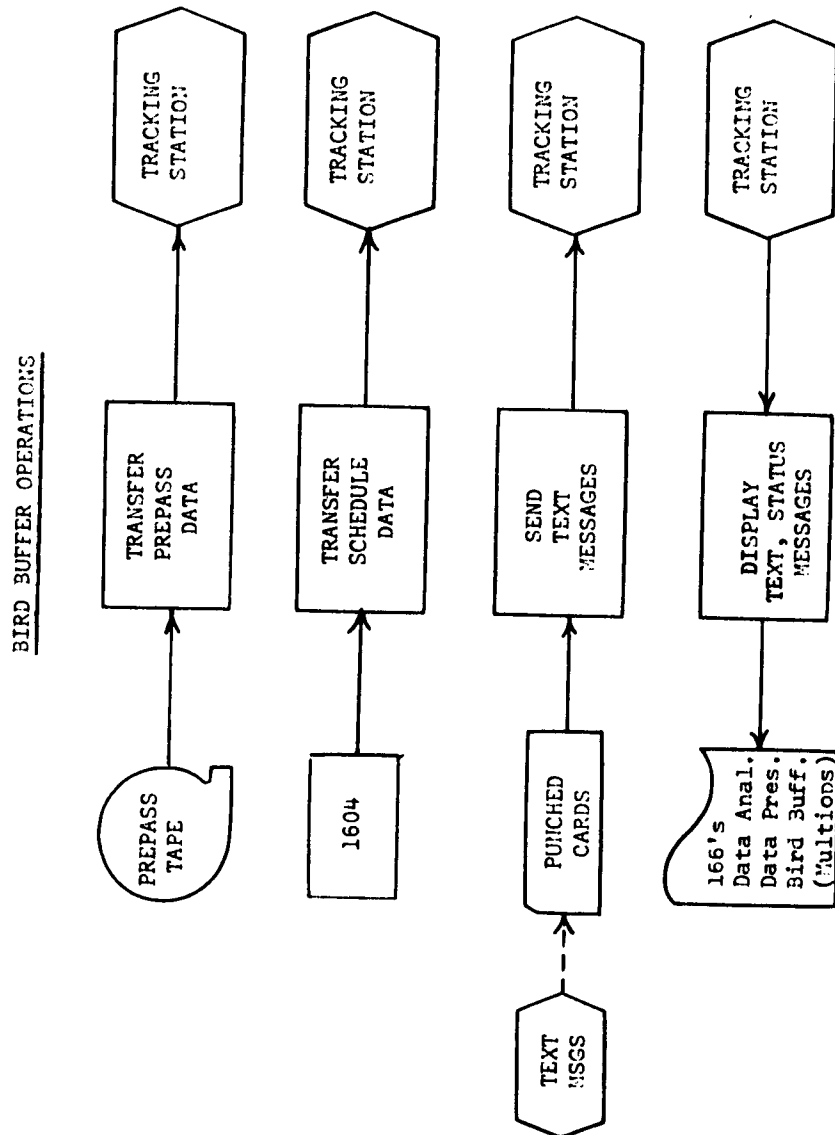 BIRD BUFFER OPERATIONS
PREPASS
TAPE
TRANSFER
PREPASS
DATA
TRACKING
STATION
1604
TRANSFER
SCHEDULE
DATA
TRACKING
STATION
TEXT
MSGS
PUNCHED
CARDS
SEND
TEXT
MESSAGES
TRACKING
STATION
166's
Data Anal.
Data Pres.
Bird Buff.
(Multiops)
DISPLAY
TEXT, STATUS
MESSAGES
TRACKING
STATION